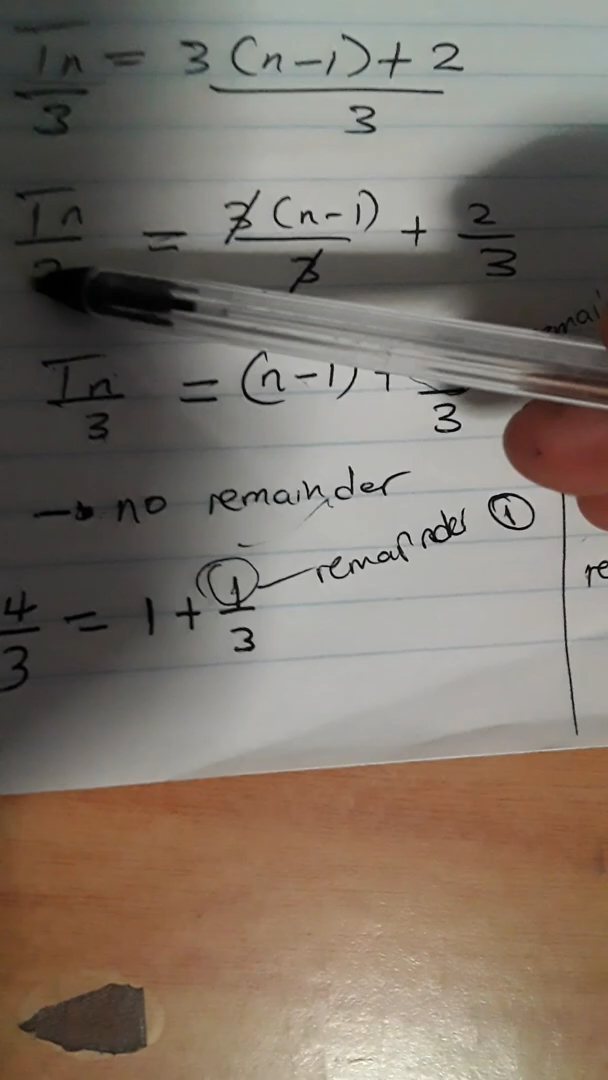 Tn/3 = 3(n-1)+2/3
Tn = 3(n-1)/3 + 2/3
Tn/3 = (n-1) + /3
→ no remainder
4/3 = 1 + 1/3 remainder 1